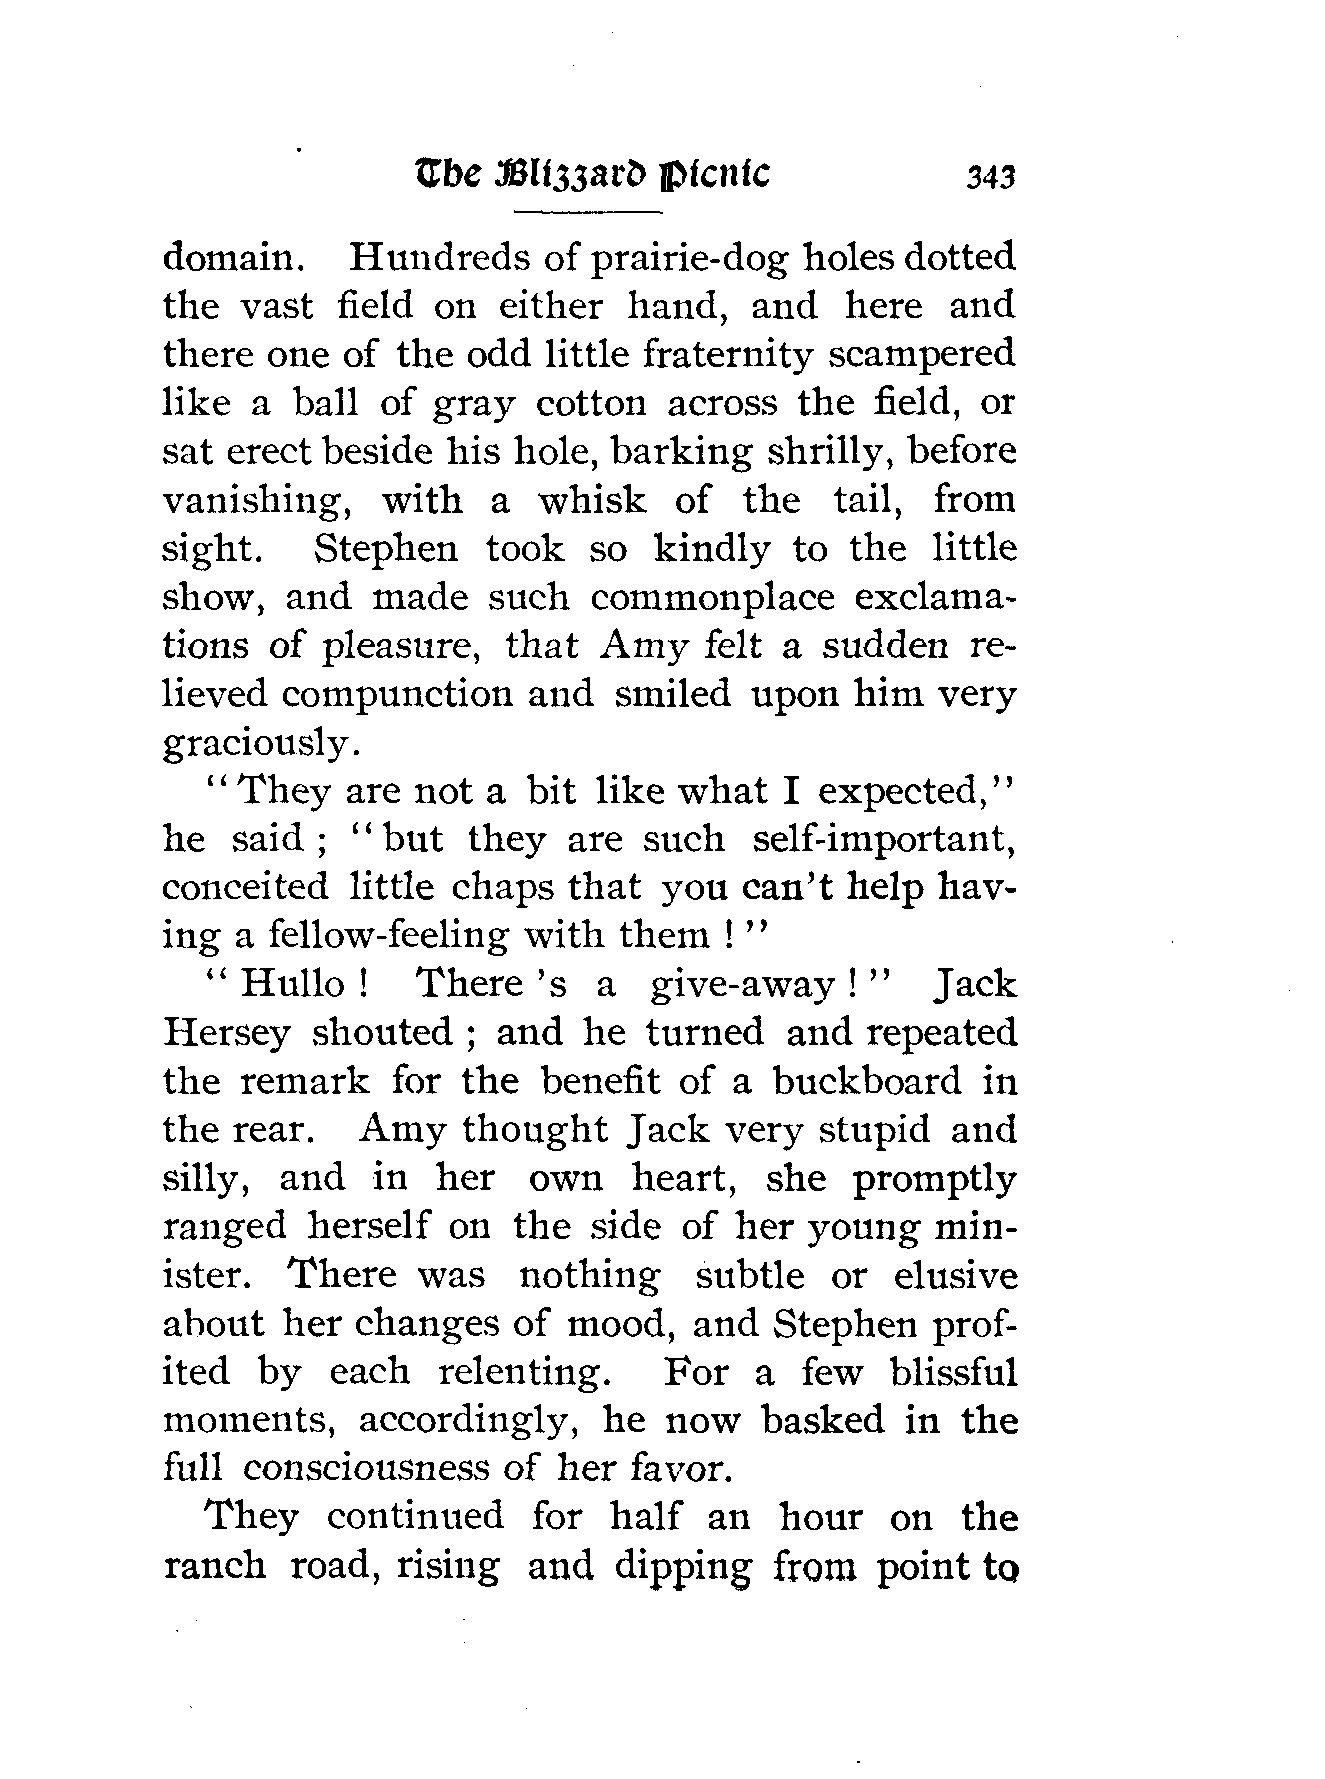 The Blizzard Picnic 343
domain. Hundreds of prairie-dog holes dotted
the vast field on either hand, and here and
there one of the odd little fraternity scampered
like a ball of gray cotton across the field, or
sat erect beside his hole, barking shrilly, before
vanishing, with a whisk of the tail, from
sight. Stephen took so kindly to the little
show, and made such commonplace exclama-
tions of pleasure, that Amy felt a sudden re-
lieved compunction and smiled upon him very
graciously.
“They are not a bit like what I expected,”
he said ; “but they are such self-important,
conceited little chaps that you can’t help hav-
ing a fellow-feeling with them ! ”
“ Hullo ! There ’s a give-away ! ” Jack
Hersey shouted ; and he turned and repeated
the remark for the benefit of a buckboard in
the rear. Amy thought Jack very stupid and
silly, and in her own heart, she promptly
ranged herself on the side of her young min-
ister. There was nothing subtle or elusive
about her changes of mood, and Stephen prof-
ited by each relenting. For a few blissful
moments, accordingly, he now basked in the
full consciousness of her favor.
They continued for half an hour on the
ranch road, rising and dipping from point to